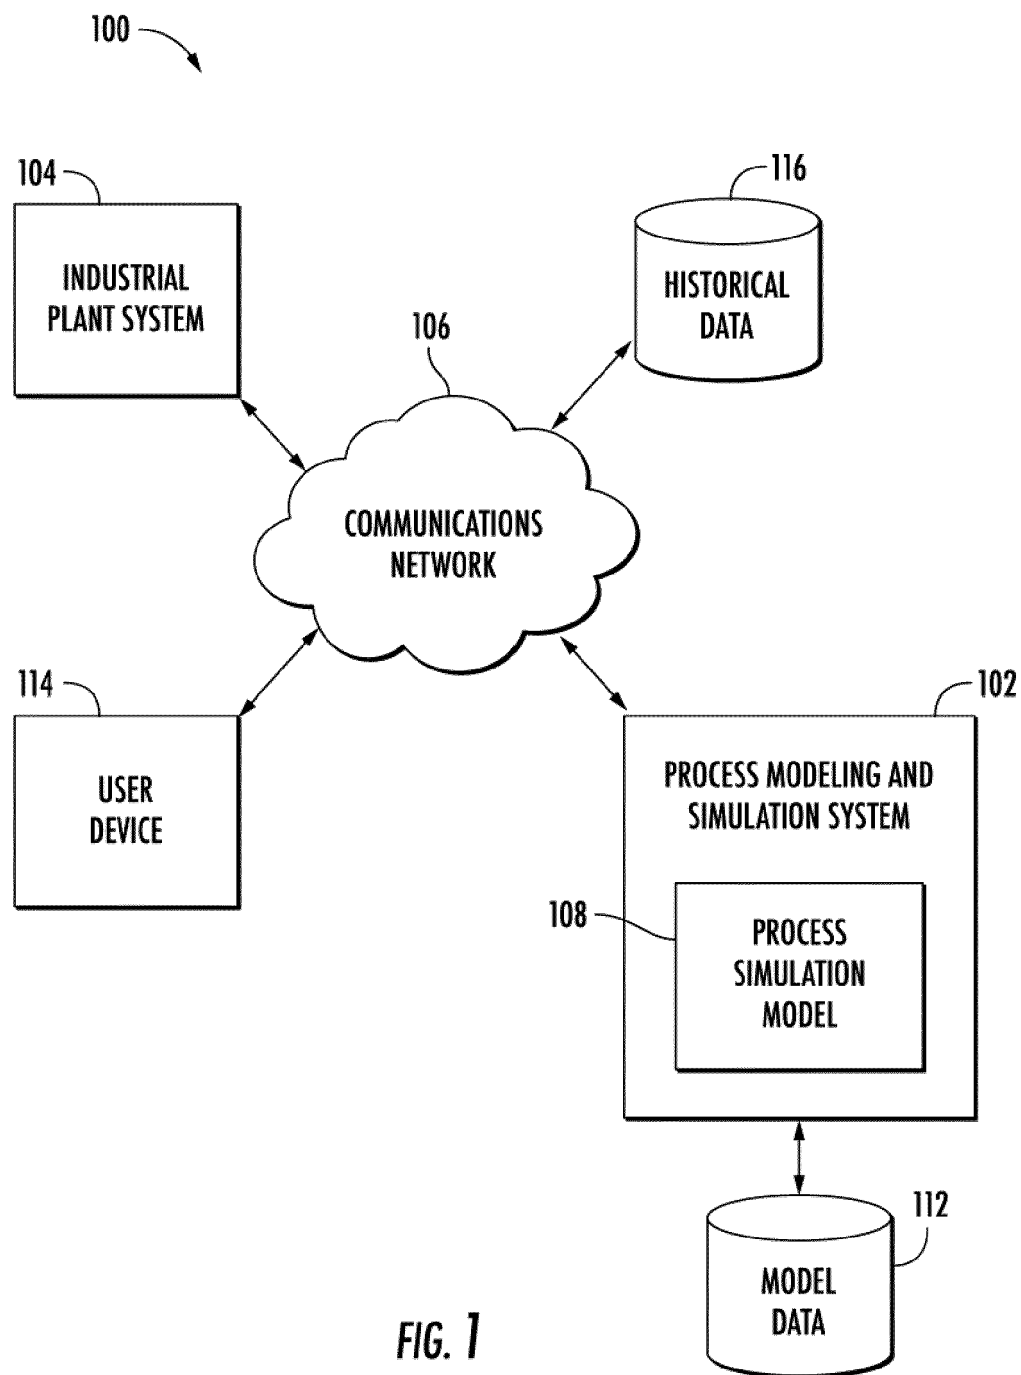 100
104
INDUSTRIAL
PLANT SYSTEM
116
HISTORICAL
DATA
106
COMMUNICATIONS
NETWORK
114
USER
DEVICE
102
PROCESS MODELING AND
SIMULATION SYSTEM
108
PROCESS
SIMULATION
MODEL
112
MODEL
DATA
FIG. 1